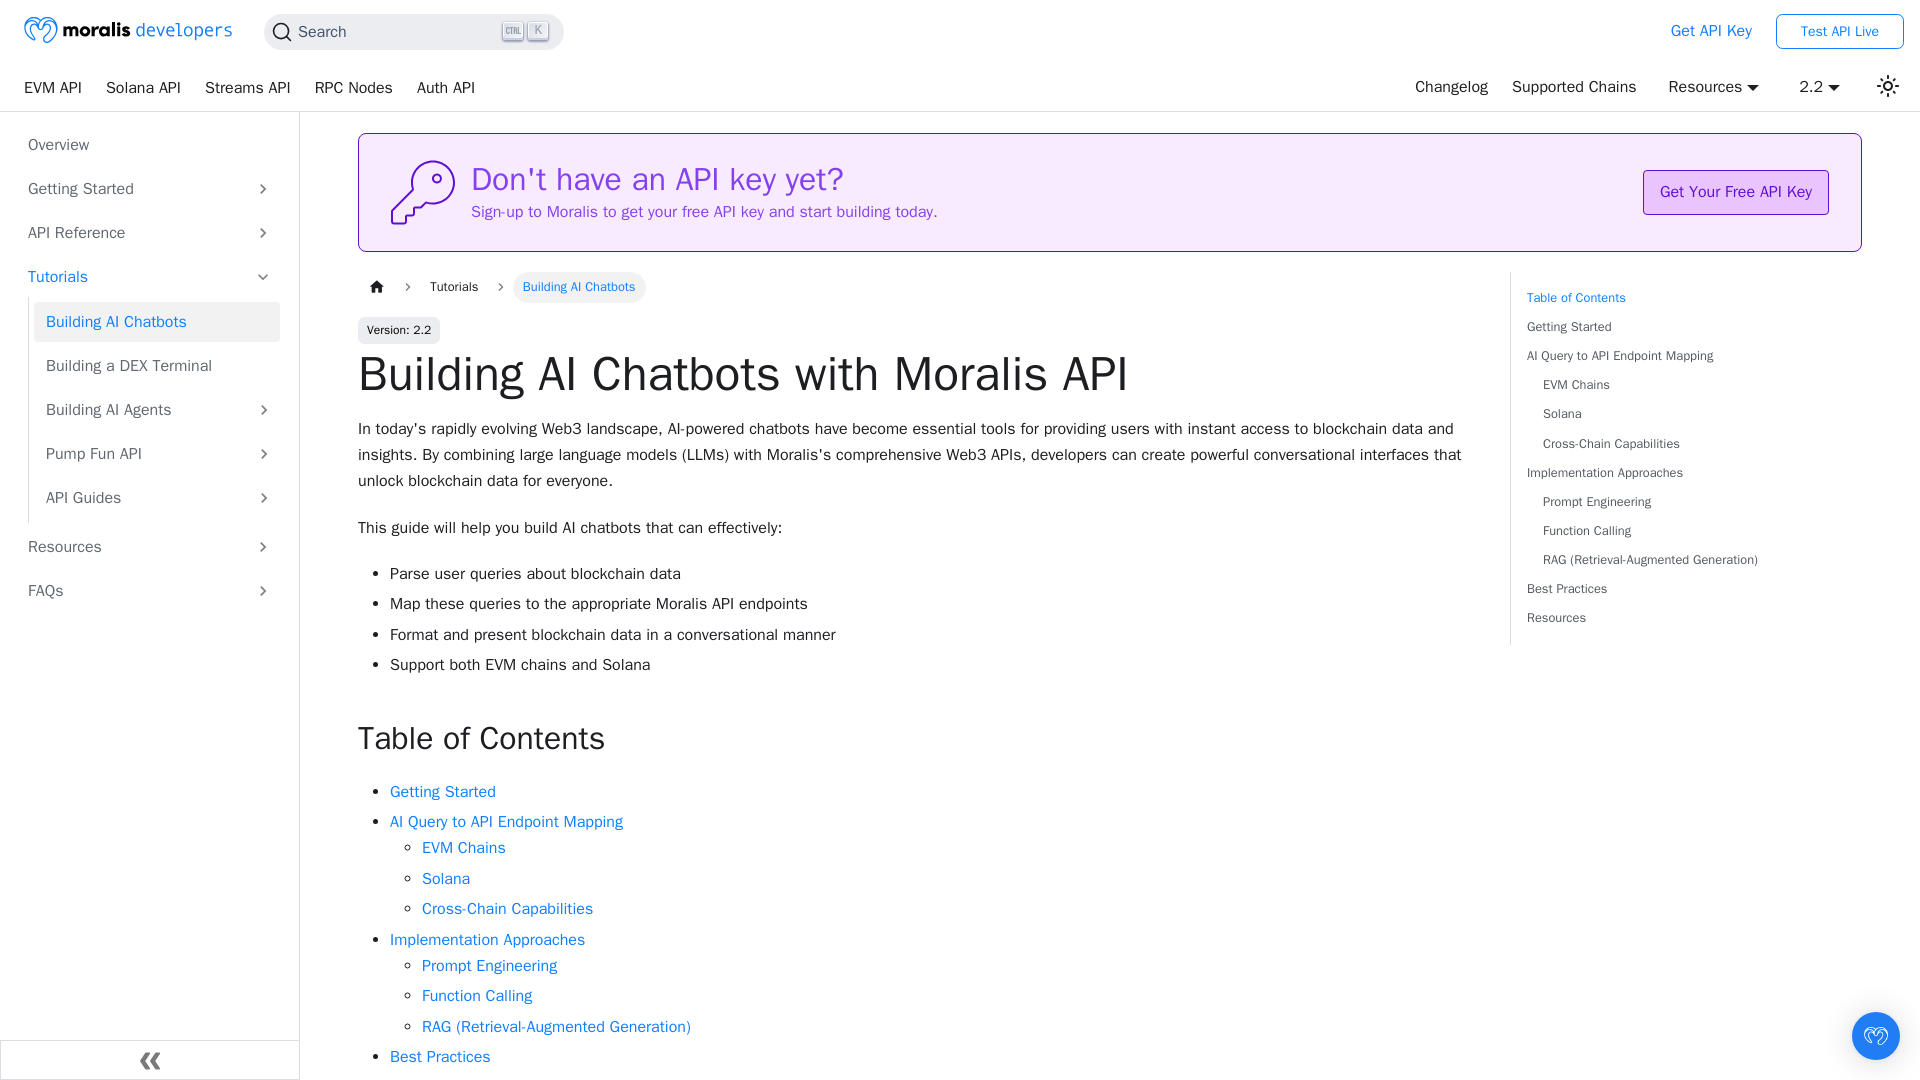 moralis developers
Search
CTRL K
Get API Key
Test API Live
EVM API
Solana API
Streams API
RPC Nodes
Auth API
Changelog
Supported Chains
Resources
2.2
Overview
Getting Started
API Reference
Tutorials
Building AI Chatbots
Building a DEX Terminal
Building AI Agents
Pump Fun API
API Guides
Resources
FAQs
Don't have an API key yet?
Sign-up to Moralis to get your free API key and start building today.
Get Your Free API Key
Tutorials
Building AI Chatbots
Version: 2.2
Building AI Chatbots with Moralis API
In today's rapidly evolving Web3 landscape, AI-powered chatbots have become essential tools for providing users with instant access to blockchain data and
insights. By combining large language models (LLMs) with Moralis's comprehensive Web3 APIs, developers can create powerful conversational interfaces that
unlock blockchain data for everyone.
This guide will help you build AI chatbots that can effectively:
Parse user queries about blockchain data
Map these queries to the appropriate Moralis API endpoints
Format and present blockchain data in a conversational manner
Support both EVM chains and Solana
Table of Contents
Getting Started
AI Query to API Endpoint Mapping
EVM Chains
Solana
Cross-Chain Capabilities
Implementation Approaches
Prompt Engineering
Function Calling
RAG (Retrieval-Augmented Generation)
Best Practices
Table of Contents
Getting Started
AI Query to API Endpoint Mapping
EVM Chains
Solana
Cross-Chain Capabilities
Implementation Approaches
Prompt Engineering
Function Calling
RAG (Retrieval-Augmented Generation)
Best Practices
Resources